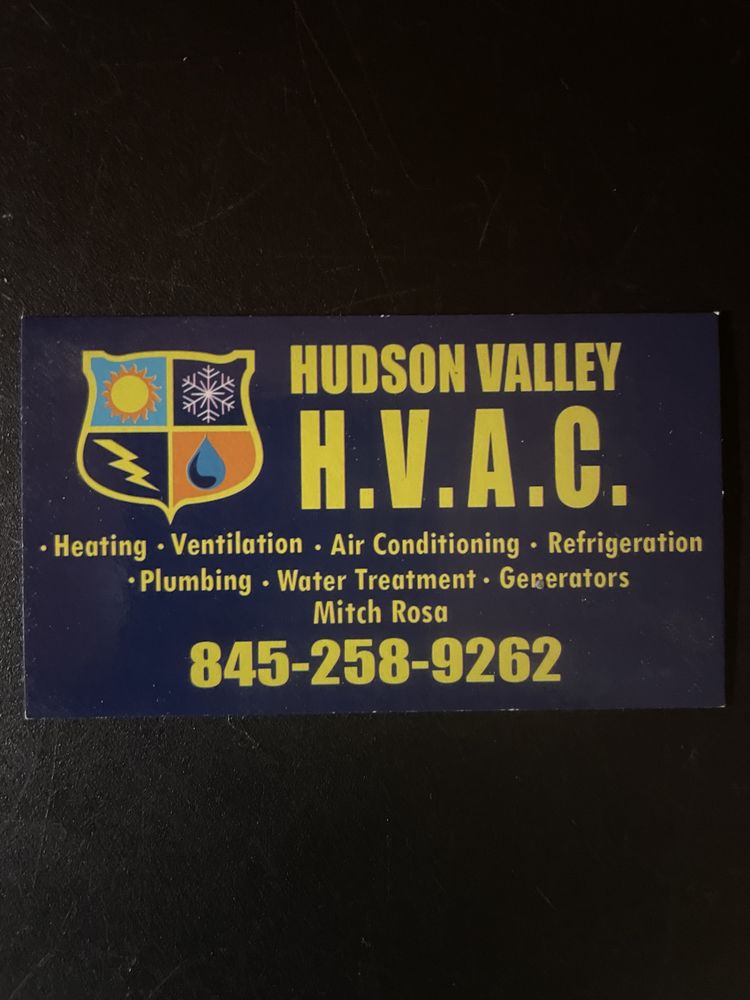 HUDSON VALLEY
H.V.A.C.
· Heating · Ventilation · Air Conditioning · Refrigeration
· Plumbing · Water Treatment · Generators
Mitch Rosa
845-258-9262